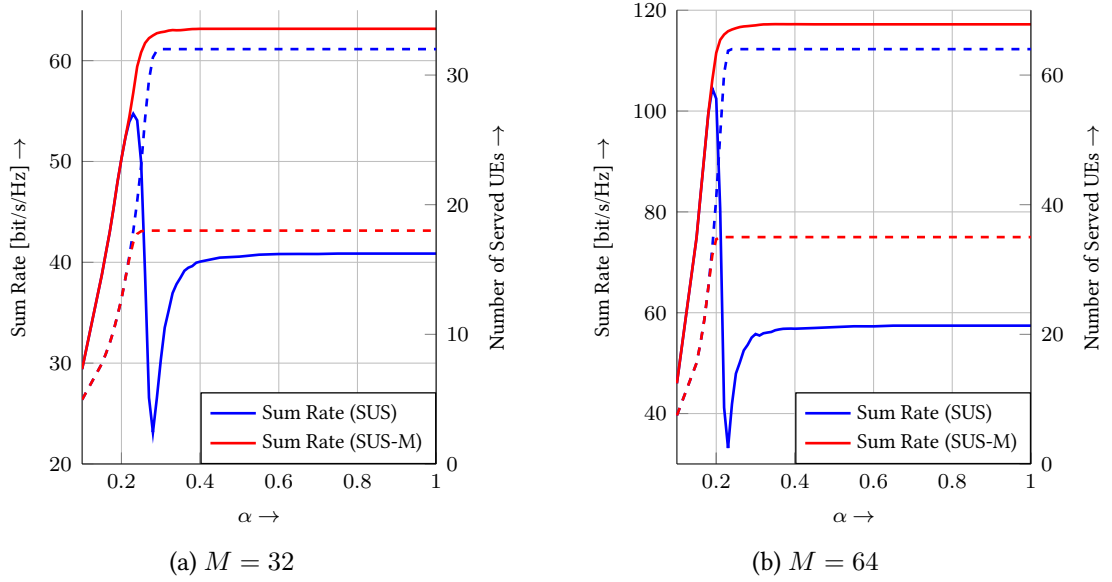 60
50
40
30
20
Sum Rate [bit/s/Hz] →
30
20
10
0
Number of Served UEs →
0.2 0.4 0.6 0.8 1
α →
Sum Rate (SUS)
Sum Rate (SUS-M)
(a) M = 32
120
100
80
60
40
Sum Rate [bit/s/Hz] →
60
40
20
0
Number of Served UEs →
0.2 0.4 0.6 0.8 1
α →
Sum Rate (SUS)
Sum Rate (SUS-M)
(b) M = 64